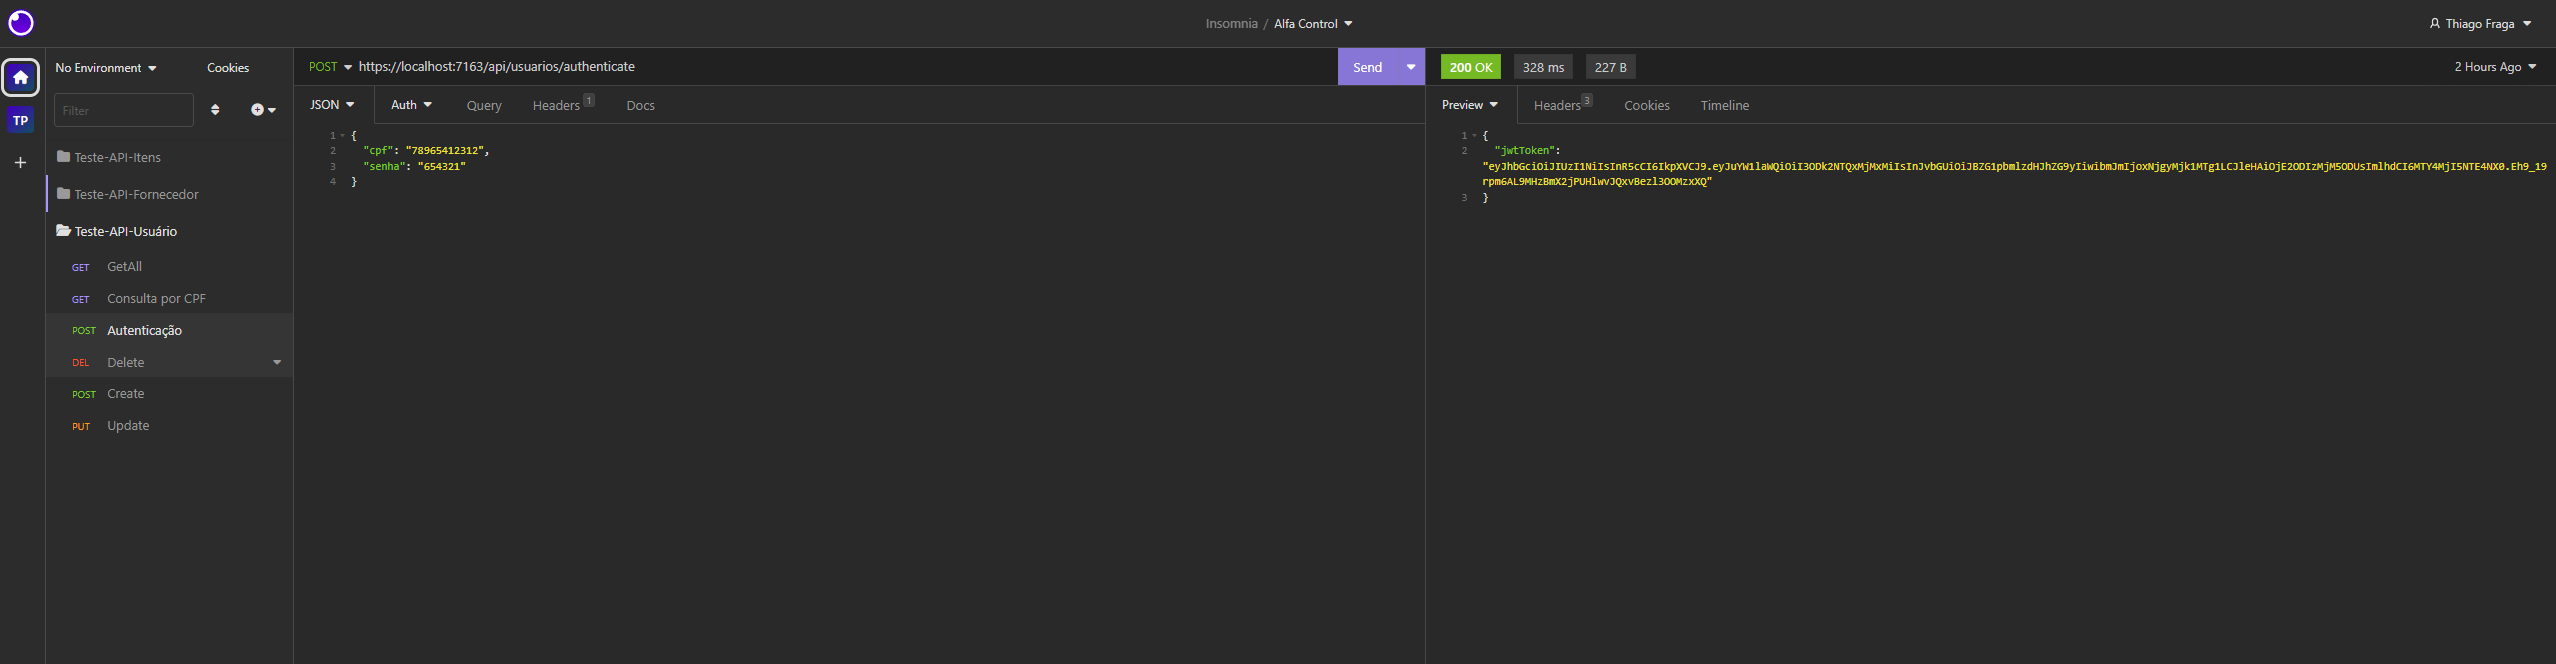 Insomnia / Alfa Control
Thiago Fraga
No Environment
Cookies
Filter
TP
Teste-API-Itens
Teste-API-Fornecedor
Teste-API-Usuário
GET GetAll
GET Consulta por CPF
POST Autenticação
DEL Delete
POST Create
PUT Update
POST https://localhost:7163/api/usuarios/authenticate
Send
JSON Auth Query Headers 1 Docs
1 {
2 "cpf": "78965412312",
3 "senha": "654321"
4 }
200 OK 328 ms 227 B
2 Hours Ago
Preview Headers 3 Cookies Timeline
1 {
2 "jwtToken":
"eyJhbGciOiJIUzI1NiIsInR5cCI6IkpXVCJ9.eyJuYW1laWQiOiI3ODk2NTQxMjMxMiIsInJvbGUiOiJBZG1pbmlzdHJhZG9yIiwibmJmIjoxNjgyMjk1MTg1LCJleHAiOjE2ODIzMjM5ODUsImlhdCI6MTY4MjI5NTE4NX0.Eh9_19
rpm6AL9MHzBmX2jPUHlwvJQxvBezl3OOMzxXQ"
3 }